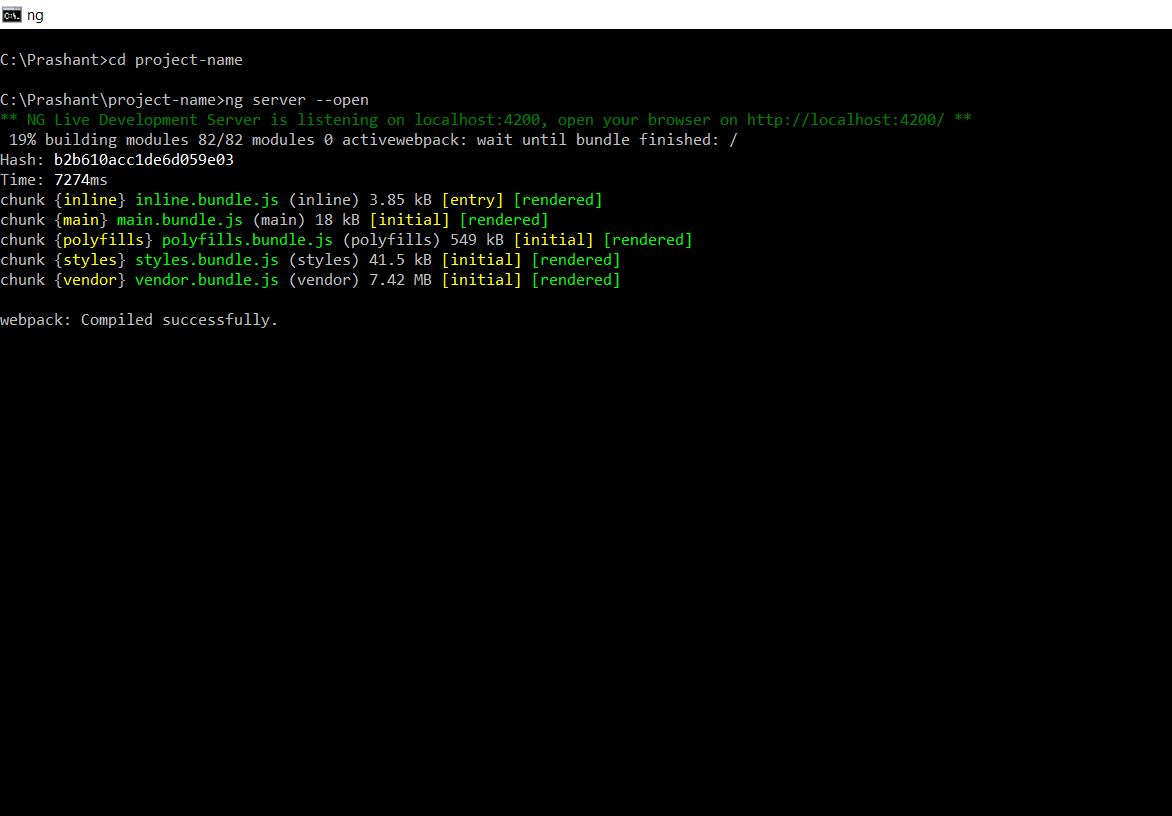 ng
C:\Prashant>cd project-name
C:\Prashant\project-name>ng server --open
** NG Live Development Server is listening on localhost:4200, open your browser on http://localhost:4200/ **
 19% building modules 82/82 modules 0 activewebpack: wait until bundle finished: /
Hash: b2b610acc1de6d059e03
Time: 7274ms
chunk {inline} inline.bundle.js (inline) 3.85 kB [entry] [rendered]
chunk {main} main.bundle.js (main) 18 kB [initial] [rendered]
chunk {polyfills} polyfills.bundle.js (polyfills) 549 kB [initial] [rendered]
chunk {styles} styles.bundle.js (styles) 41.5 kB [initial] [rendered]
chunk {vendor} vendor.bundle.js (vendor) 7.42 MB [initial] [rendered]
webpack: Compiled successfully.